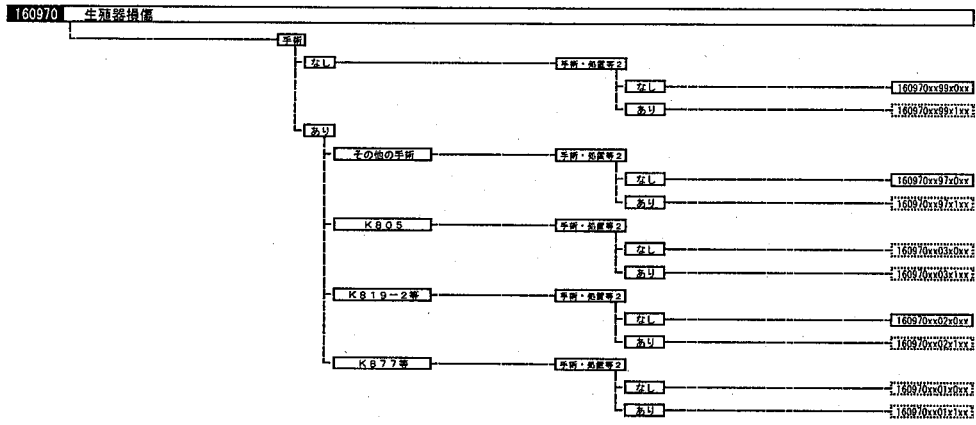 160970 生殖器損傷
手術
なし 手術・処置等2
なし 160970xx99x0xx
あり 160970xx99x1xx
あり
その他の手術 手術・処置等2
なし 160970xx97x0xx
あり 160970xx97x1xx
K805 手術・処置等2
なし 160970xx03x0xx
あり 160970xx03x1xx
K819-2等 手術・処置等2
なし 160970xx02x0xx
あり 160970xx02x1xx
K877等 手術・処置等2
なし 160970xx01x0xx
あり 160970xx01x1xx